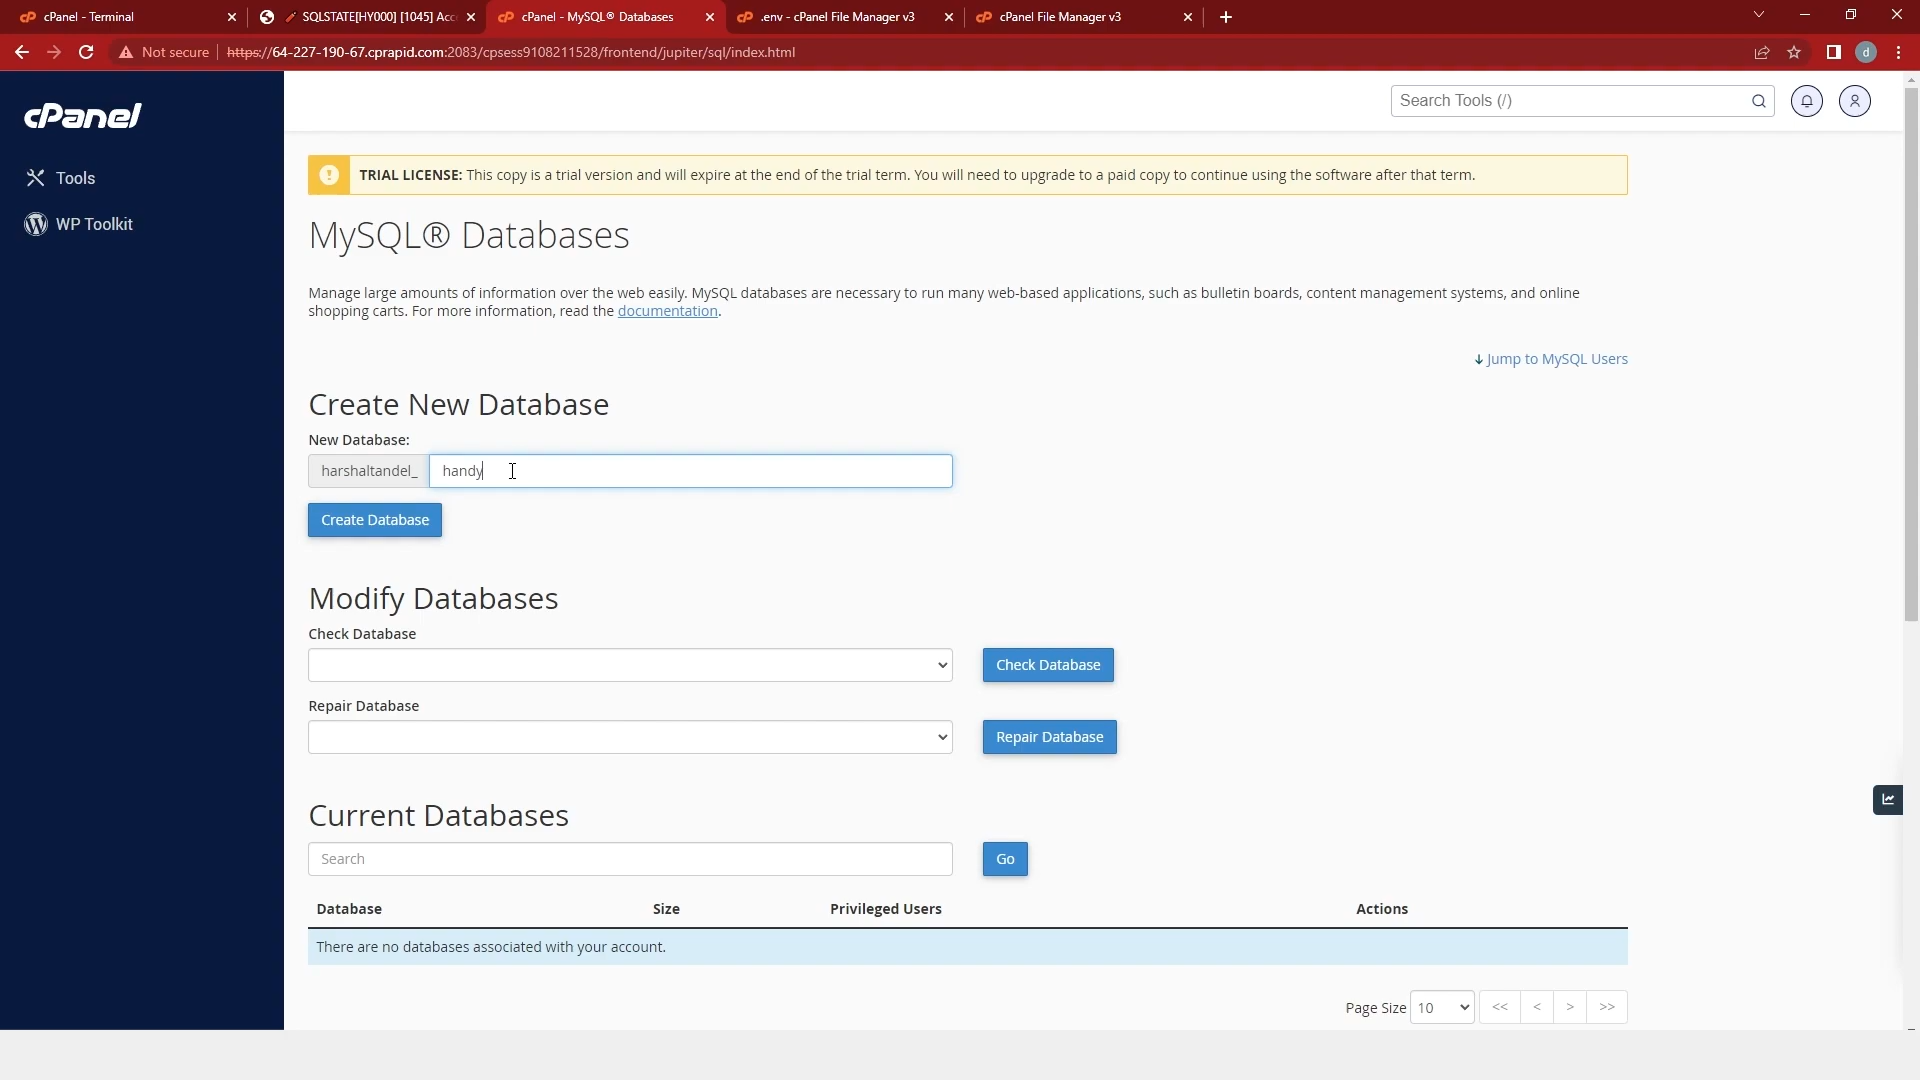 cPanel - Terminal
SQLSTATE[HY000] [1045] Acc
cPanel - MySQL® Databases
.env - cPanel File Manager v3
cPanel File Manager v3
Not secure
https://64-227-190-67.cprapid.com:2083/cpsess9108211528/frontend/jupiter/sql/index.html
d
cPanel
Search Tools (/)
Tools
WP Toolkit
TRIAL LICENSE: This copy is a trial version and will expire at the end of the trial term. You will need to upgrade to a paid copy to continue using the software after that term.
MySQL® Databases
Manage large amounts of information over the web easily. MySQL databases are necessary to run many web-based applications, such as bulletin boards, content management systems, and online
shopping carts. For more information, read the documentation.
Jump to MySQL Users
Create New Database
New Database:
harshaltandel_ handy
Create Database
Modify Databases
Check Database
Check Database
Repair Database
Repair Database
Current Databases
Search
Go
Database Size Privileged Users Actions
There are no databases associated with your account.
Page Size 10 << < > >>